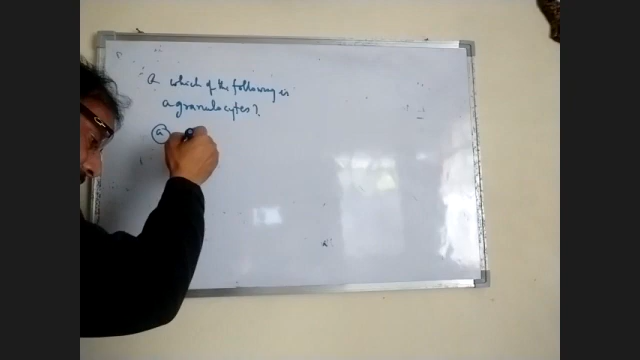 Q which of the following is
agranulocytes?
a